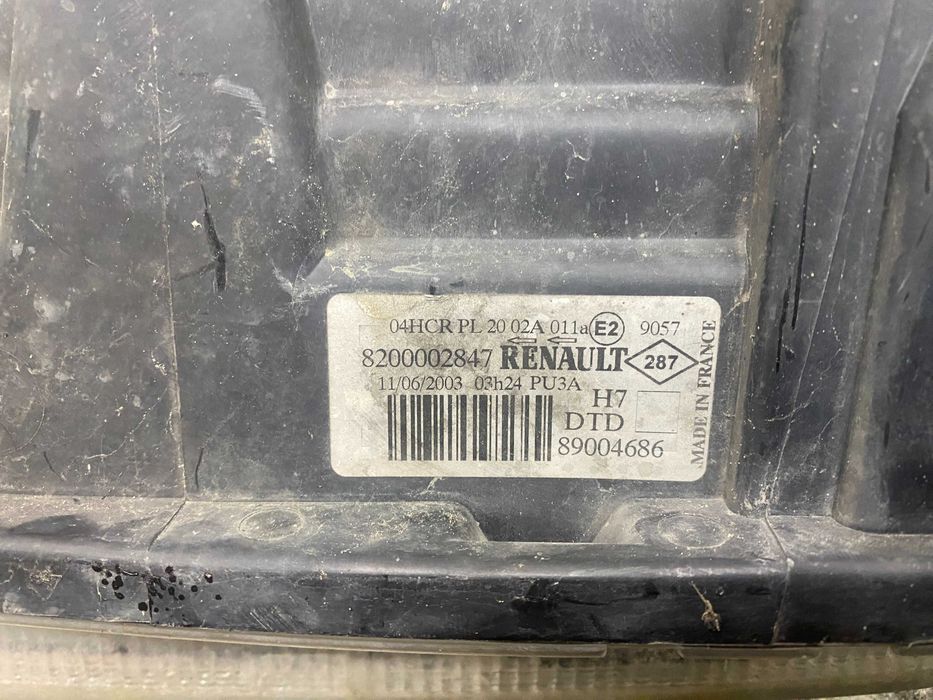 04HCR PL 20 02A 011a E2 9057
8200002847 RENAULT 287
11/06/2003 03h24 PU3A
H7
DTD
89004686
MADE IN FRANCE